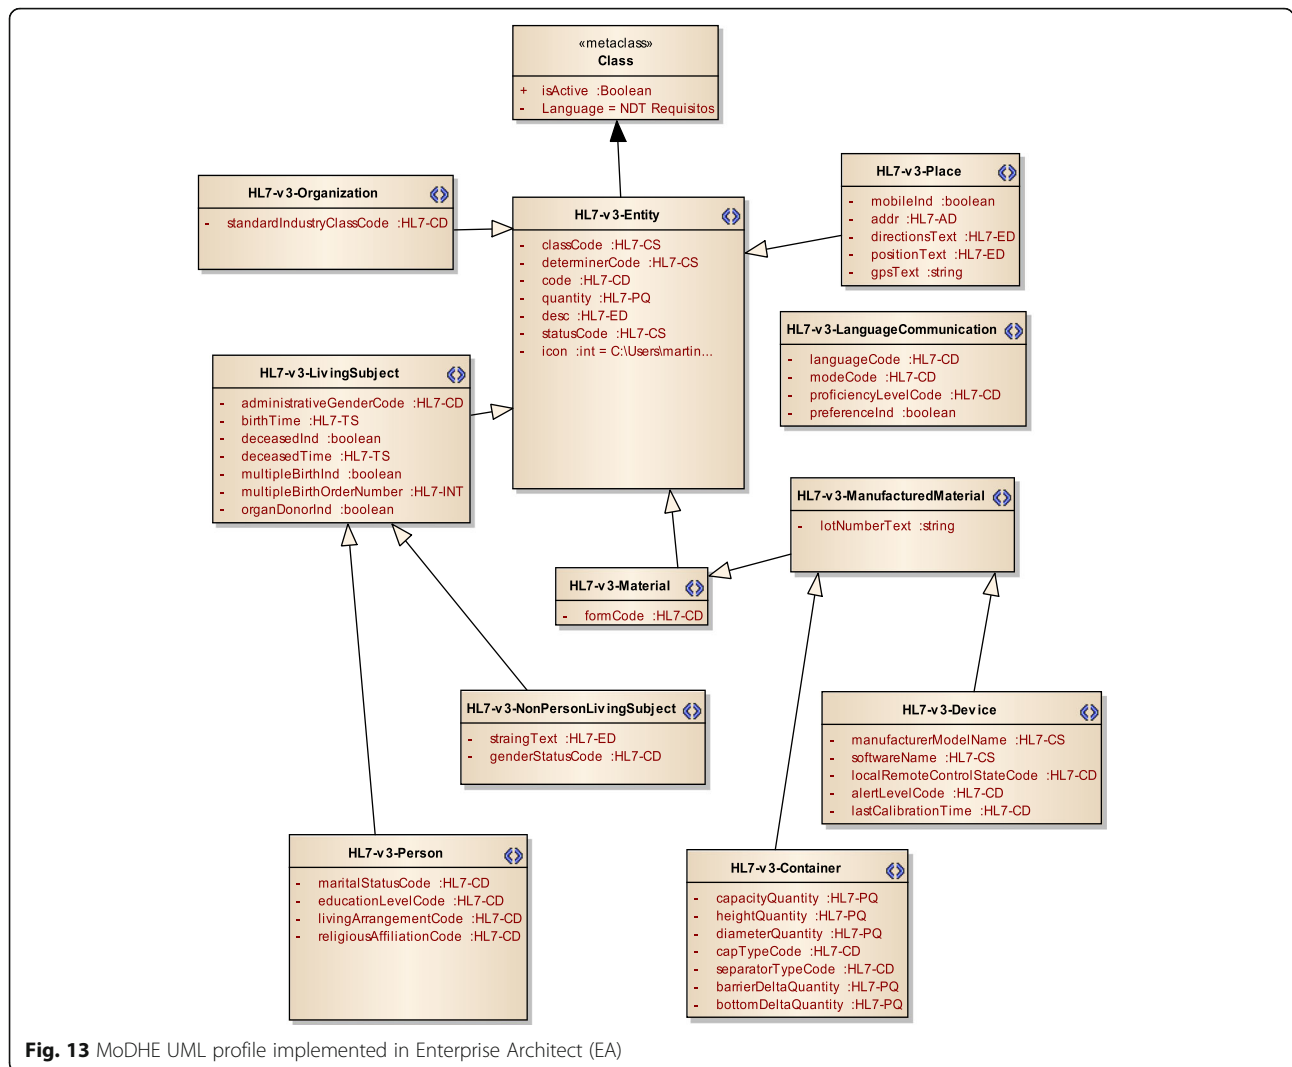 «metaclass»
Class
+ isActive :Boolean
- Language = NDT Requisitos
HL7-v3-Organization
- standardIndustryClassCode :HL7-CD
HL7-v3-Entity
- classCode :HL7-CS
- determinerCode :HL7-CS
- code :HL7-CD
- quantity :HL7-PQ
- desc :HL7-ED
- statusCode :HL7-CS
- icon :int = C:\Users\martin...
HL7-v3-Place
- mobileInd :boolean
- addr :HL7-AD
- directionsText :HL7-ED
- positionText :HL7-ED
- gpsText :string
HL7-v3-LanguageCommunication
- languageCode :HL7-CD
- modeCode :HL7-CD
- proficiencyLevelCode :HL7-CD
- preferenceInd :boolean
HL7-v3-LivingSubject
- administrativeGenderCode :HL7-CD
- birthTime :HL7-TS
- deceasedInd :boolean
- deceasedTime :HL7-TS
- multipleBirthInd :boolean
- multipleBirthOrderNumber :HL7-INT
- organDonorInd :boolean
HL7-v3-ManufacturedMaterial
- lotNumberText :string
HL7-v3-Material
- formCode :HL7-CD
HL7-v3-NonPersonLivingSubject
- straingText :HL7-ED
- genderStatusCode :HL7-CD
HL7-v3-Device
- manufacturerModelName :HL7-CS
- softwareName :HL7-CS
- localRemoteControlStateCode :HL7-CD
- alertLevelCode :HL7-CD
- lastCalibrationTime :HL7-CD
HL7-v3-Person
- maritalStatusCode :HL7-CD
- educationLevelCode :HL7-CD
- livingArrangementCode :HL7-CD
- religiousAffiliationCode :HL7-CD
HL7-v3-Container
- capacityQuantity :HL7-PQ
- heightQuantity :HL7-PQ
- diameterQuantity :HL7-PQ
- capTypeCode :HL7-CD
- separatorTypeCode :HL7-CD
- barrierDeltaQuantity :HL7-PQ
- bottomDeltaQuantity :HL7-PQ
Fig. 13 MoDHE UML profile implemented in Enterprise Architect (EA)